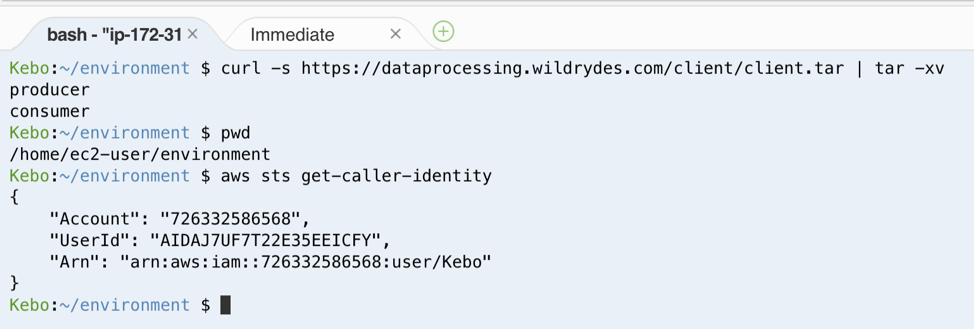 bash - "ip-172-31 × Immediate ×
Kebo:~/environment $ curl -s https://dataprocessing.wildrydes.com/client/client.tar | tar -xv
producer
consumer
Kebo:~/environment $ pwd
/home/ec2-user/environment
Kebo:~/environment $ aws sts get-caller-identity
{
    "Account": "726332586568",
    "UserId": "AIDAJ7UF7T22E35EEICFY",
    "Arn": "arn:aws:iam::726332586568:user/Kebo"
}
Kebo:~/environment $